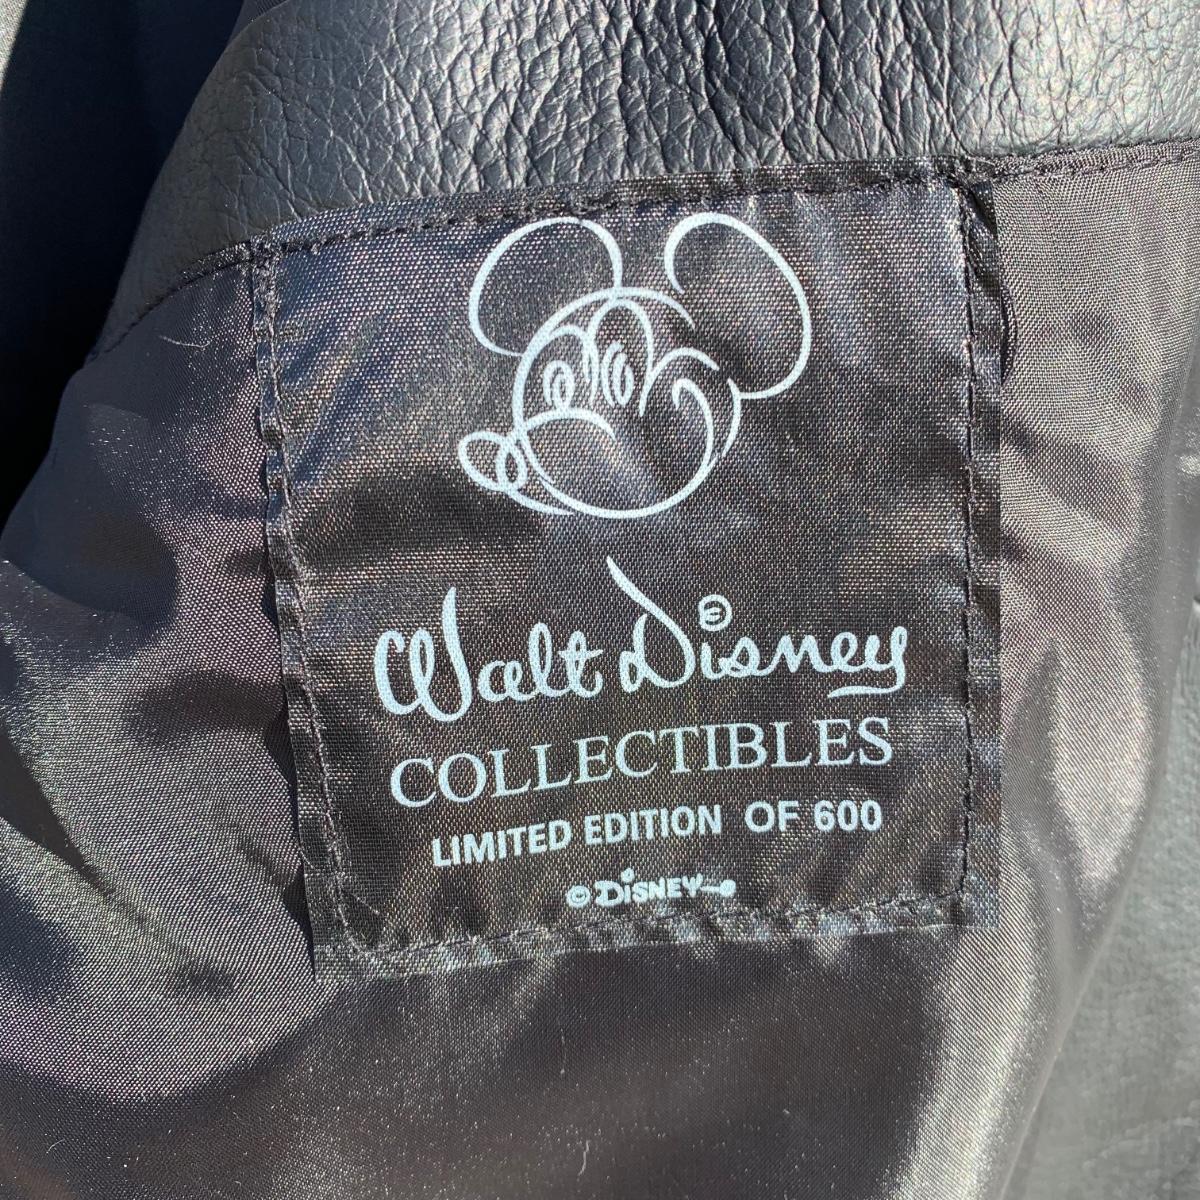 Walt Disney
COLLECTIBLES
LIMITED EDITION OF 600
© DISNEY